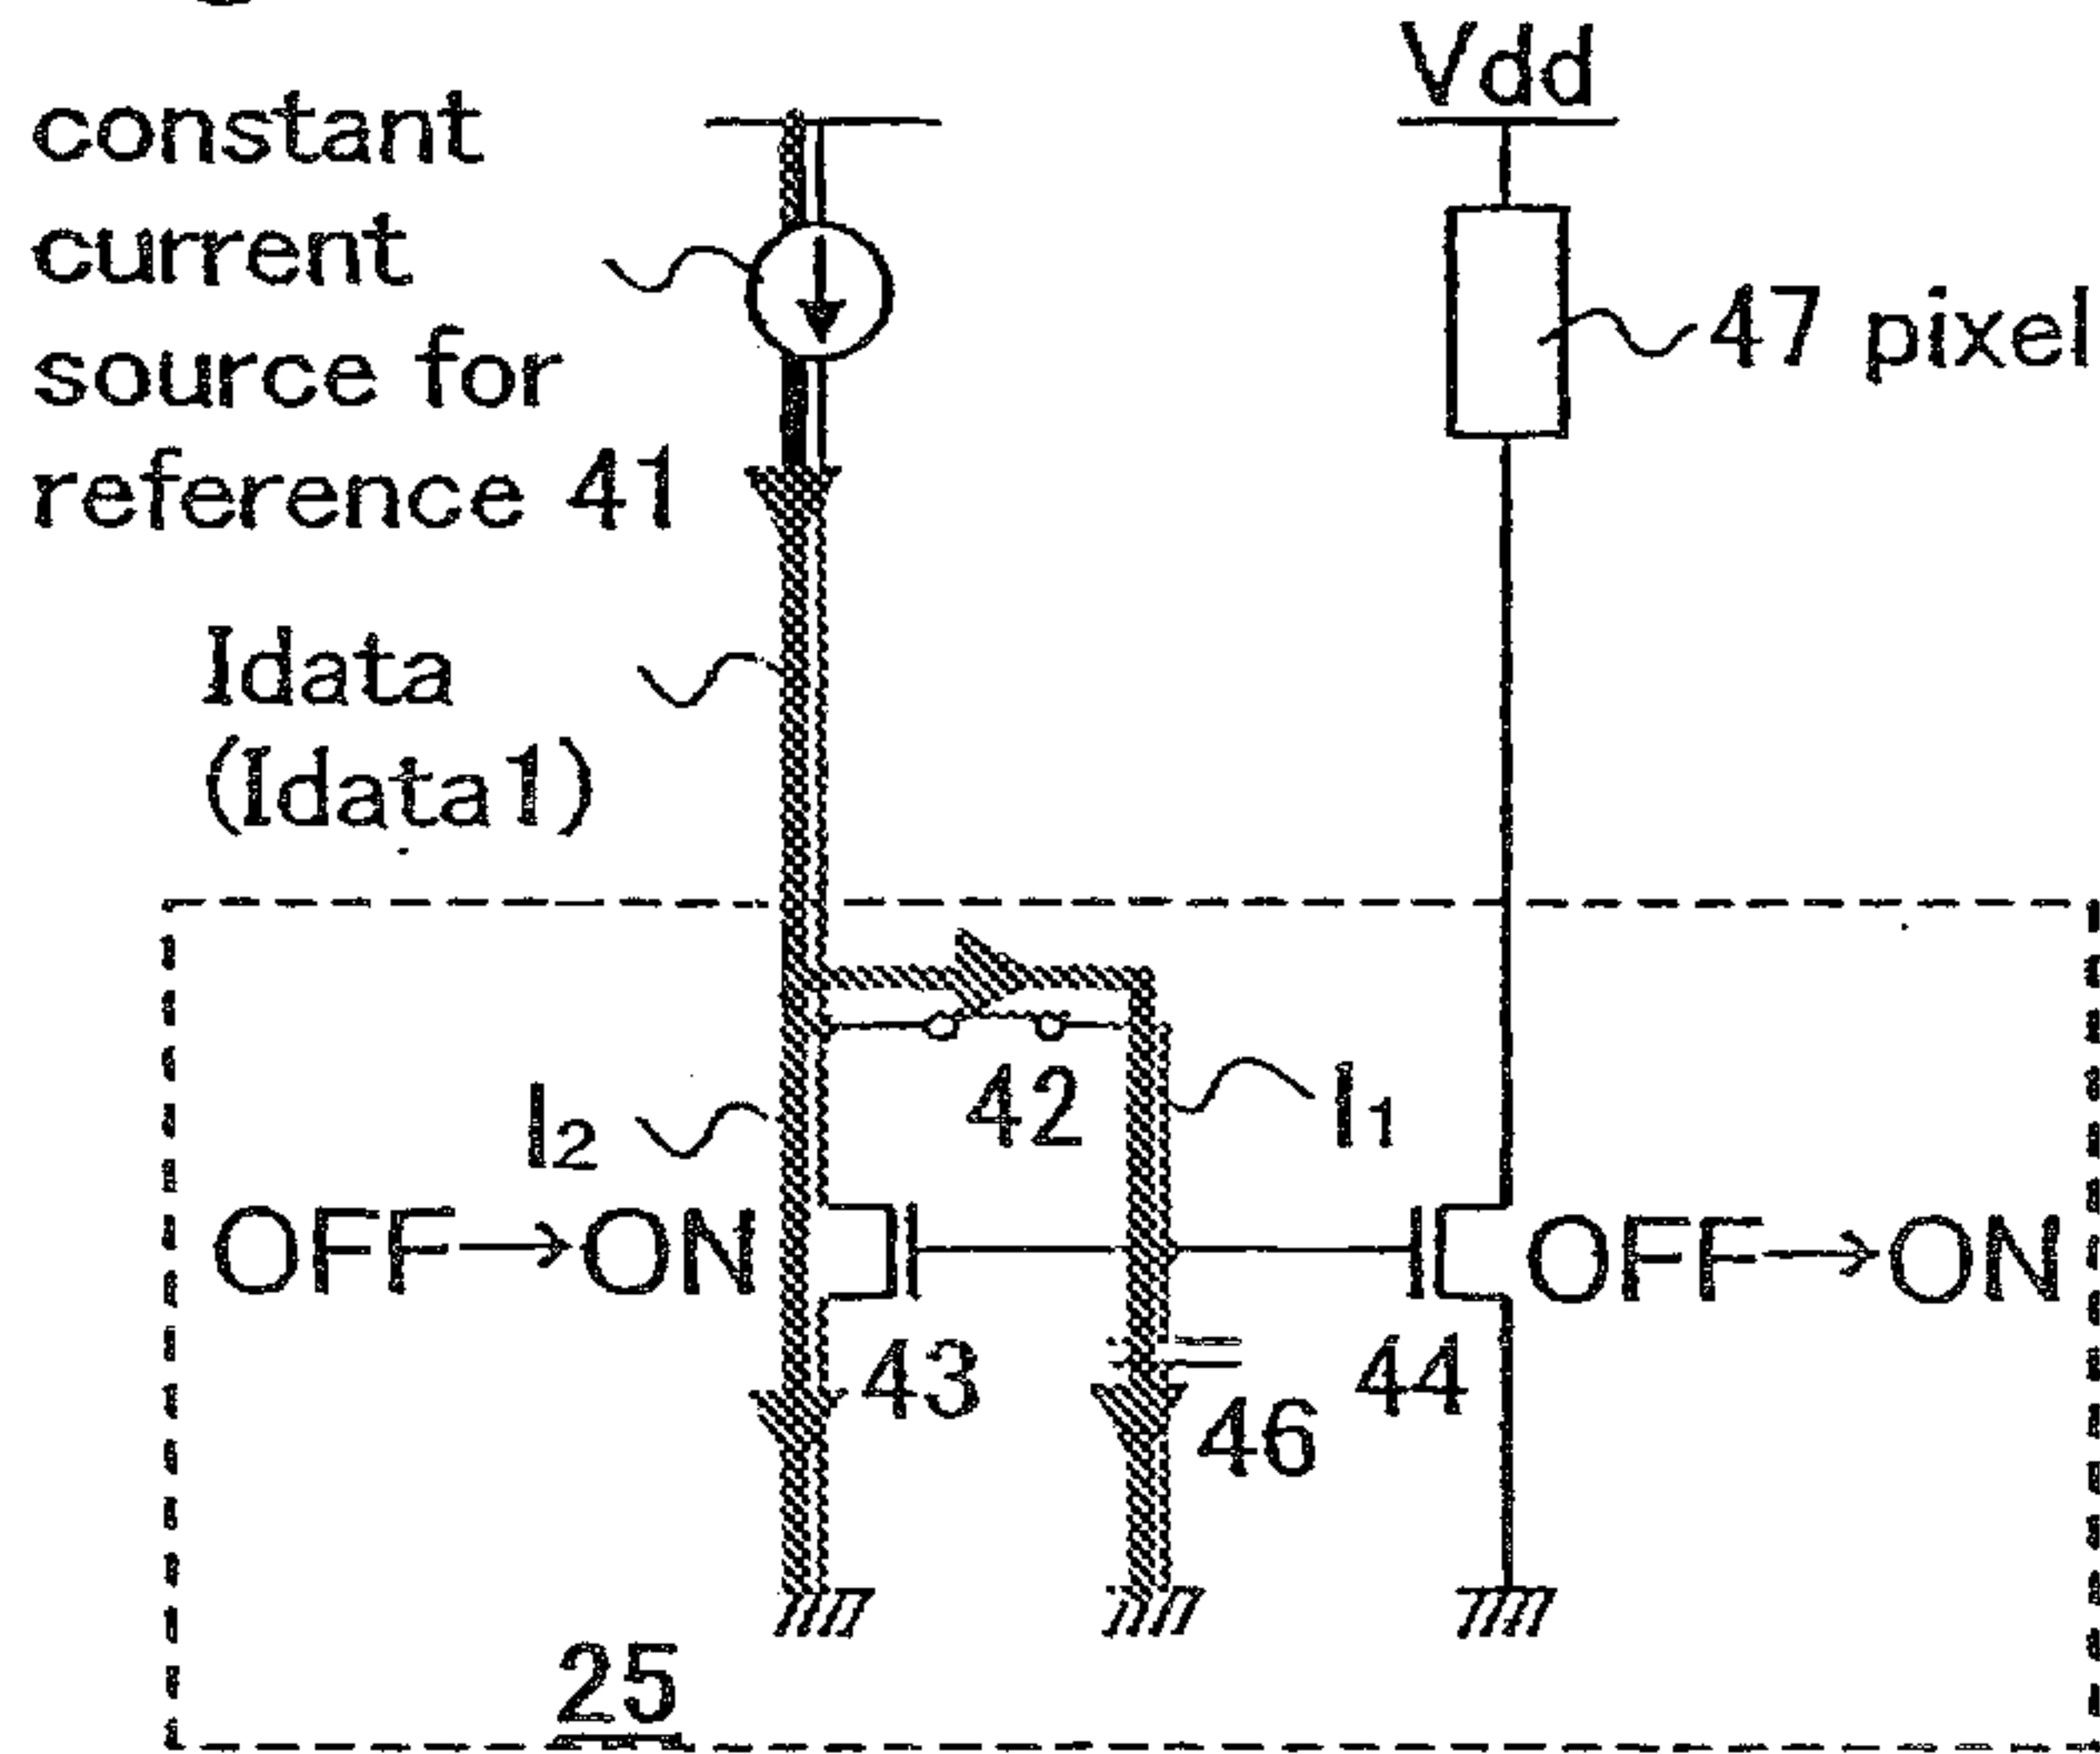 constant
current
source for
reference 41
Vdd
47 pixel
Idata
(Idata1)
I2
42
I1
OFF→ON
OFF→ON
43
46
44
25